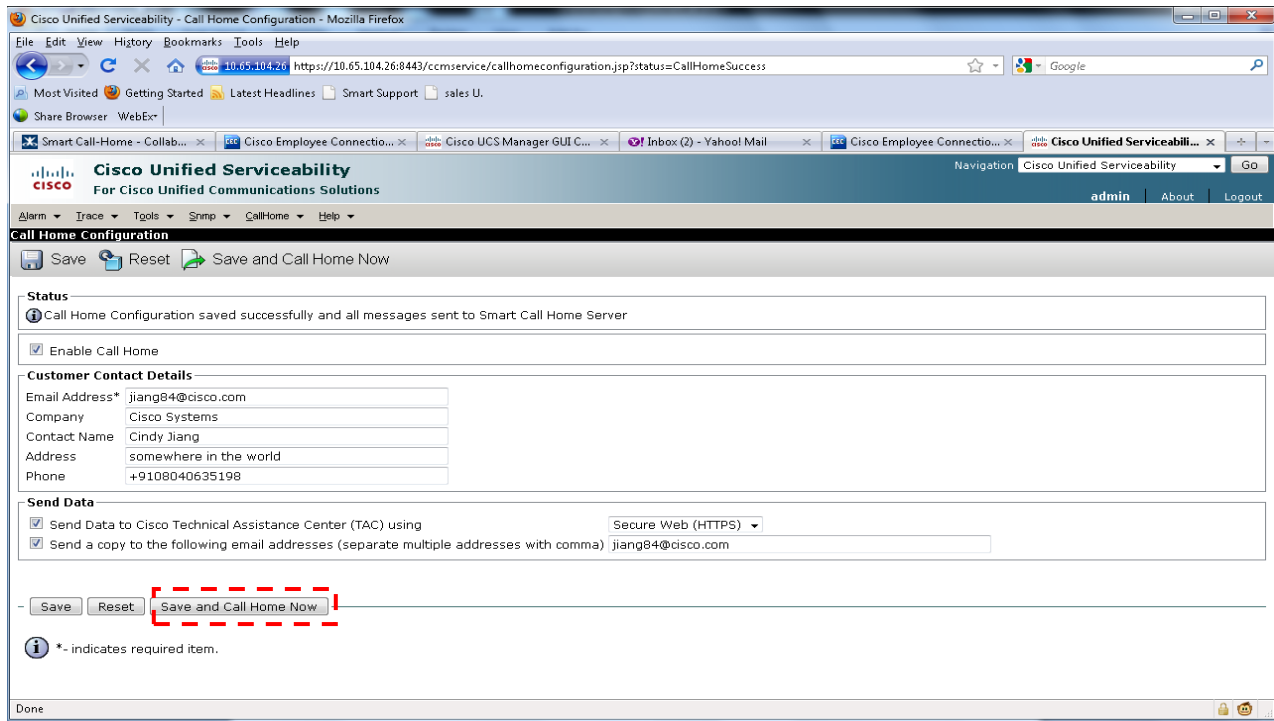 Cisco Unified Serviceability - Call Home Configuration - Mozilla Firefox
File Edit View History Bookmarks Tools Help
10.65.104.26 https://10.65.104.26:8443/ccmservice/callhomeconfiguration.jsp?status=CallHomeSuccess Google
Most Visited Getting Started Latest Headlines Smart Support sales U.
Share Browser WebEx
Smart Call-Home - Collab... Cisco Employee Connectio... Cisco UCS Manager GUI C... Inbox (2) - Yahoo! Mail Cisco Employee Connectio... Cisco Unified Serviceabili...
cisco Cisco Unified Serviceability Navigation Cisco Unified Serviceability Go
For Cisco Unified Communications Solutions admin About Logout
Alarm Trace Tools Snmp CallHome Help
Call Home Configuration
Save Reset Save and Call Home Now
Status
Call Home Configuration saved successfully and all messages sent to Smart Call Home Server
Enable Call Home
Customer Contact Details
Email Address* jiang84@cisco.com
Company Cisco Systems
Contact Name Cindy Jiang
Address somewhere in the world
Phone +9108040635198
Send Data
Send Data to Cisco Technical Assistance Center (TAC) using Secure Web (HTTPS)
Send a copy to the following email addresses (separate multiple addresses with comma) jiang84@cisco.com
Save Reset Save and Call Home Now
*- indicates required item.
Done